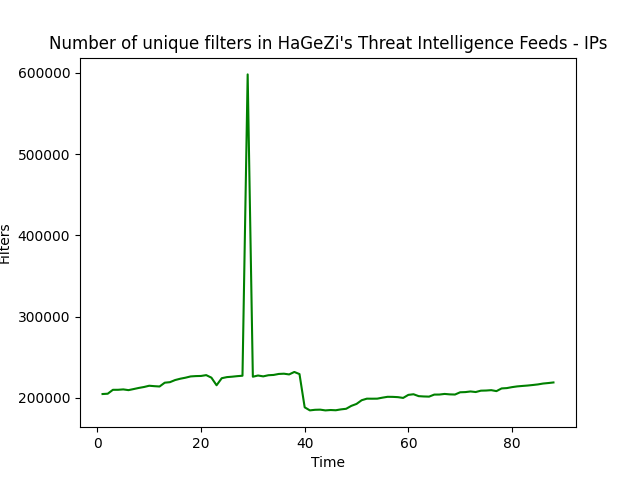 Number of unique filters in HaGeZi's Threat Intelligence Feeds - IPs
600000
500000
400000
300000
200000
Filters
0 20 40 60 80
Time